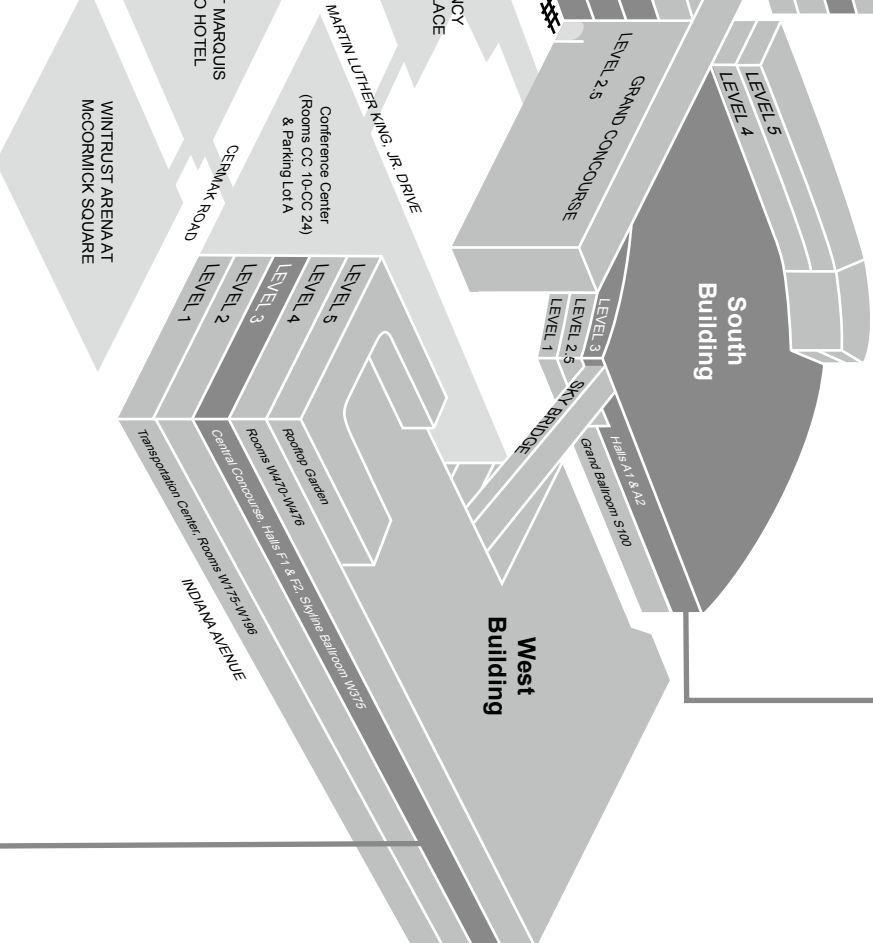 MARQUIS
HOTEL
WINTRUST ARENA AT
McCORMICK SQUARE
CERMAK ROAD
Conference Center
(Rooms CC 10-CC 24)
& Parking Lot A
MARTIN LUTHER KING, JR. DRIVE
GRAND CONCOURSE
LEVEL 2.5
LEVEL 5
LEVEL 4
South
Building
LEVEL 3
LEVEL 2.5
LEVEL 1
SKY BRIDGE
Halls A1 & A2
Grand Ballroom S100
LEVEL 5
LEVEL 4
LEVEL 3
LEVEL 2
LEVEL 1
Rooftop Garden
Rooms W470-W476
Central Concourse, Halls F1 & F2, Skyline Ballroom W375
Transportation Center, Rooms W175-W196
INDIANA AVENUE
West
Building